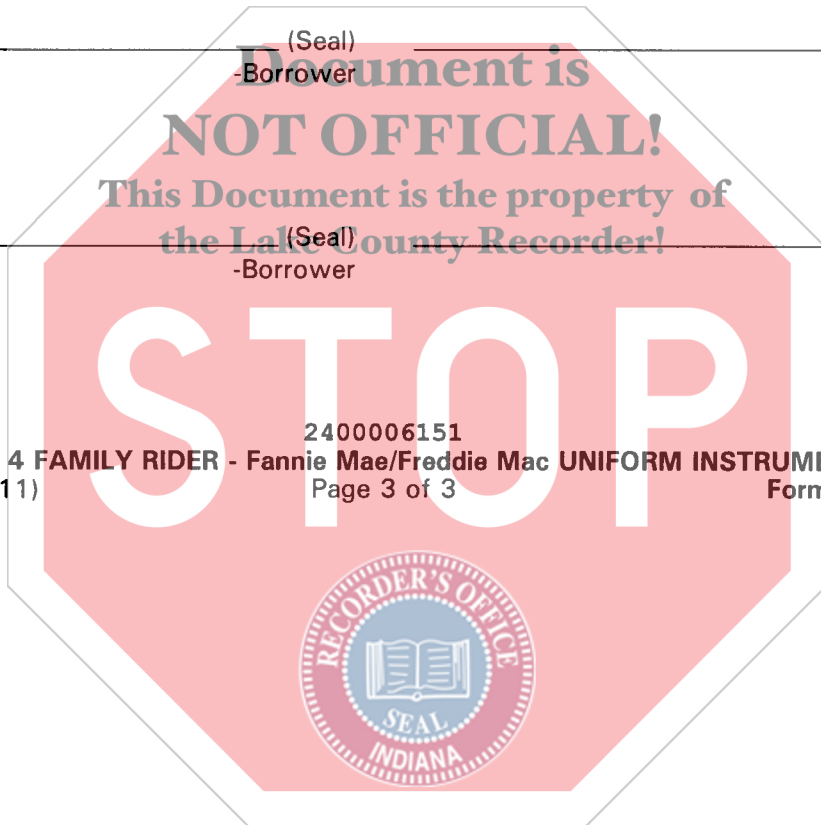 (Seal)
-Borrower
Document is
NOT OFFICIAL!
This Document is the property of
the Lake County Recorder!
(Seal)
-Borrower
STOP
2400006151
4 FAMILY RIDER - Fannie Mae/Freddie Mac UNIFORM INSTRUME
11) Page 3 of 3 Form
RECORDER'S OFFICE
SEAL
INDIANA